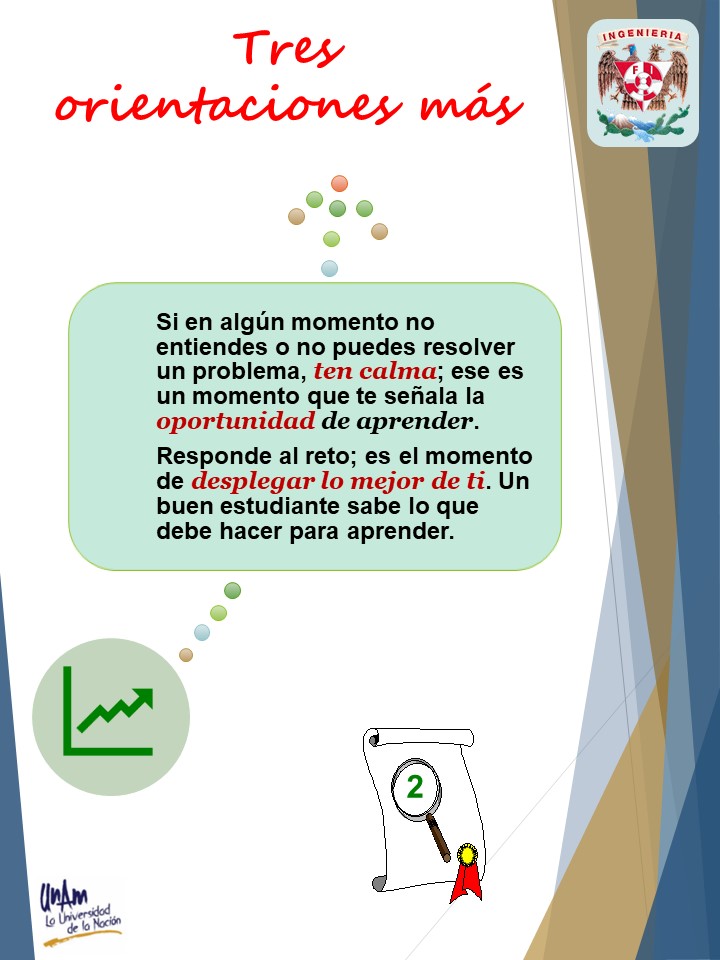 Tres
orientaciones más
INGENIERIA
F I
Si en algún momento no
entiendes o no puedes resolver
un problema, ten calma; ese es
un momento que te señala la
oportunidad de aprender.
Responde al reto; es el momento
de desplegar lo mejor de ti. Un
buen estudiante sabe lo que
debe hacer para aprender.
2
UnAm
La Universidad
de la Nación